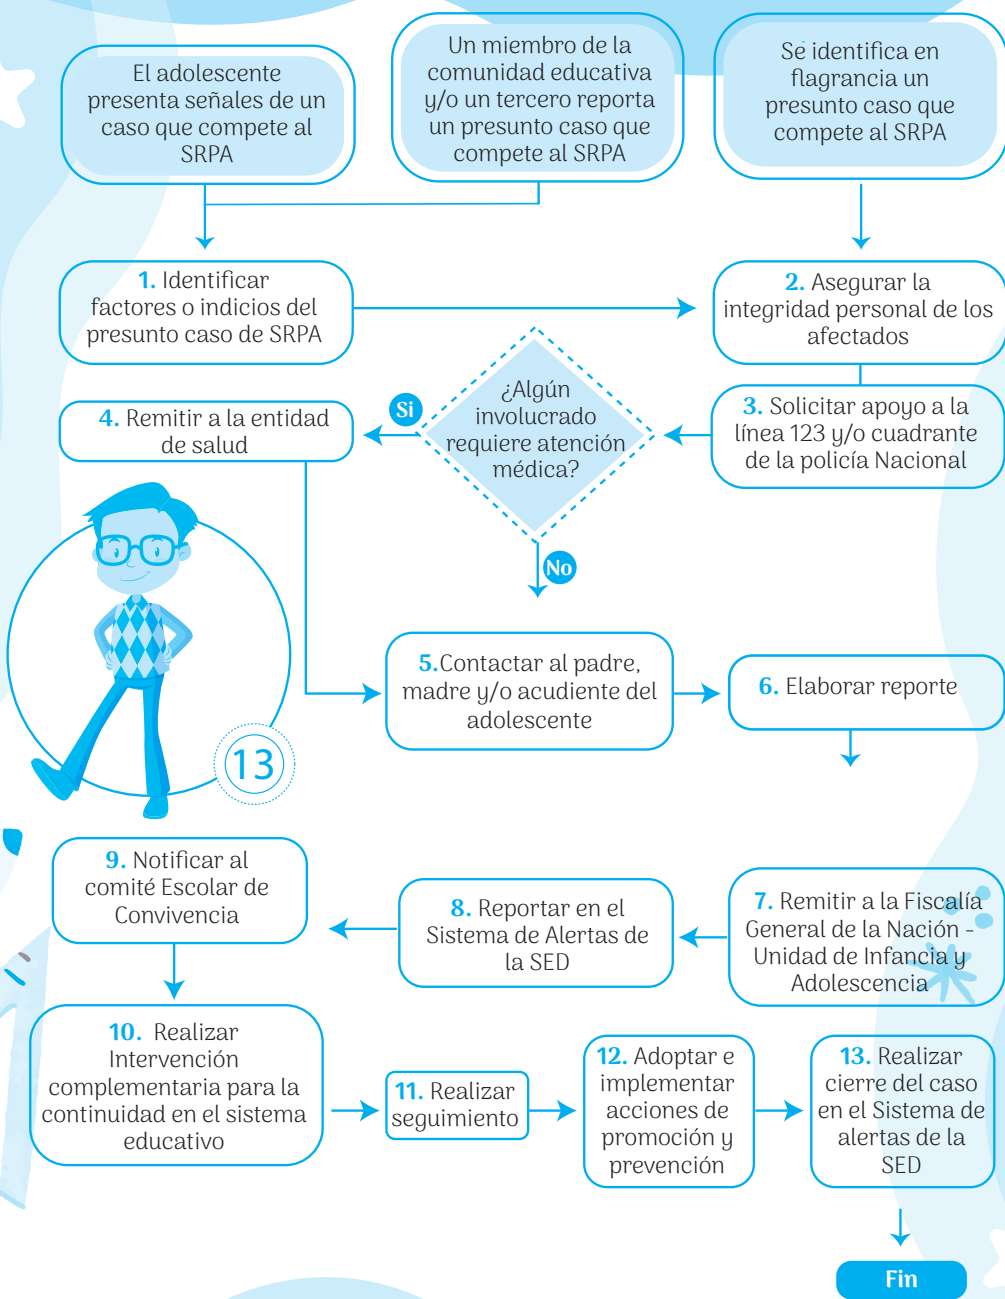 El adolescente
presenta señales de un
caso que compete al
SRPA
Un miembro de la
comunidad educativa
y/o un tercero reporta
un presunto caso que
compete al SRPA
Se identifica en
flagrancia un
presunto caso que
compete al SRPA
1. Identificar
factores o indicios del
presunto caso de SRPA
2. Asegurar la
integridad personal de los
afectados
3. Solicitar apoyo a la
línea 123 y/o cuadrante
de la policía Nacional
¿Algún
involucrado
requiere atención
médica?
Si
No
4. Remitir a la entidad
de salud
5.Contactar al padre,
madre y/o acudiente del
adolescente
6. Elaborar reporte
13
7. Remitir a la Fiscalía
General de la Nación -
Unidad de Infancia y
Adolescencia
8. Reportar en el
Sistema de Alertas de
la SED
9. Notificar al
comité Escolar de
Convivencia
10. Realizar
Intervención
complementaria para la
continuidad en el sistema
educativo
11. Realizar
seguimiento
12. Adoptar e
implementar
acciones de
promoción y
prevención
13. Realizar
cierre del caso
en el Sistema de
alertas de la
SED
Fin